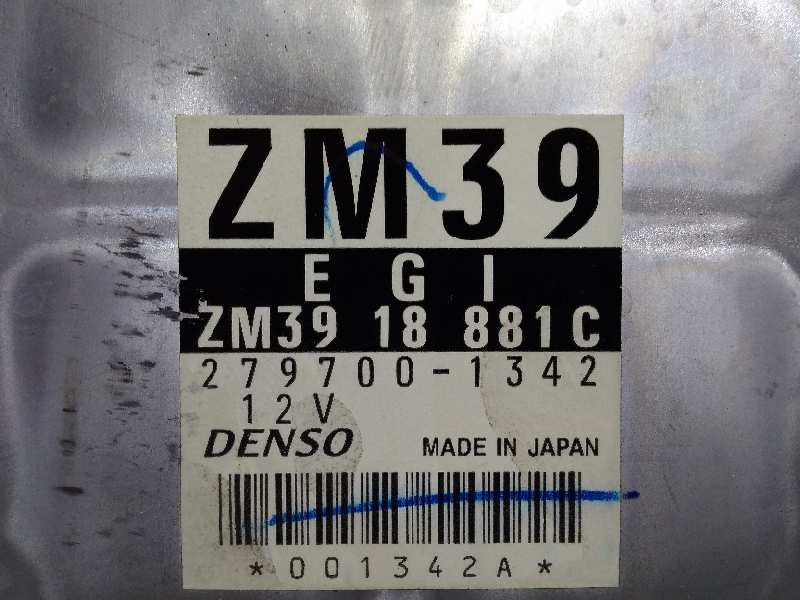 ZM39
EGI
ZM39 18 881C
279700-1342
12V
DENSO MADE IN JAPAN
*001342A*